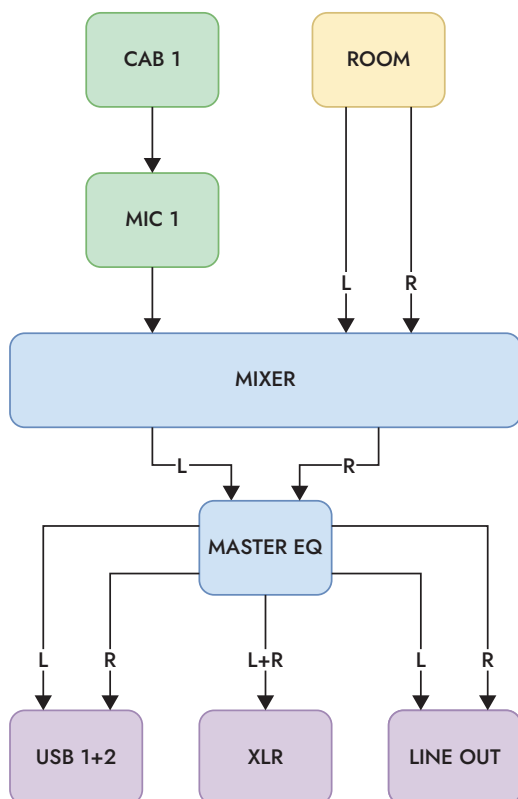 CAB 1
ROOM
MIC 1
L
R
MIXER
L
R
MASTER EQ
L
R
L+R
L
R
USB 1+2
XLR
LINE OUT